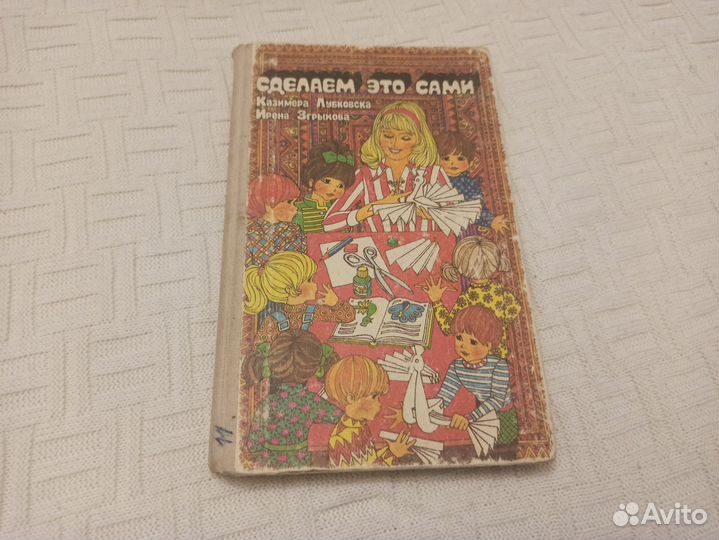 Сделаем это сами
Казимера Лубковска
Ирена Згрыхова
11.
Avito